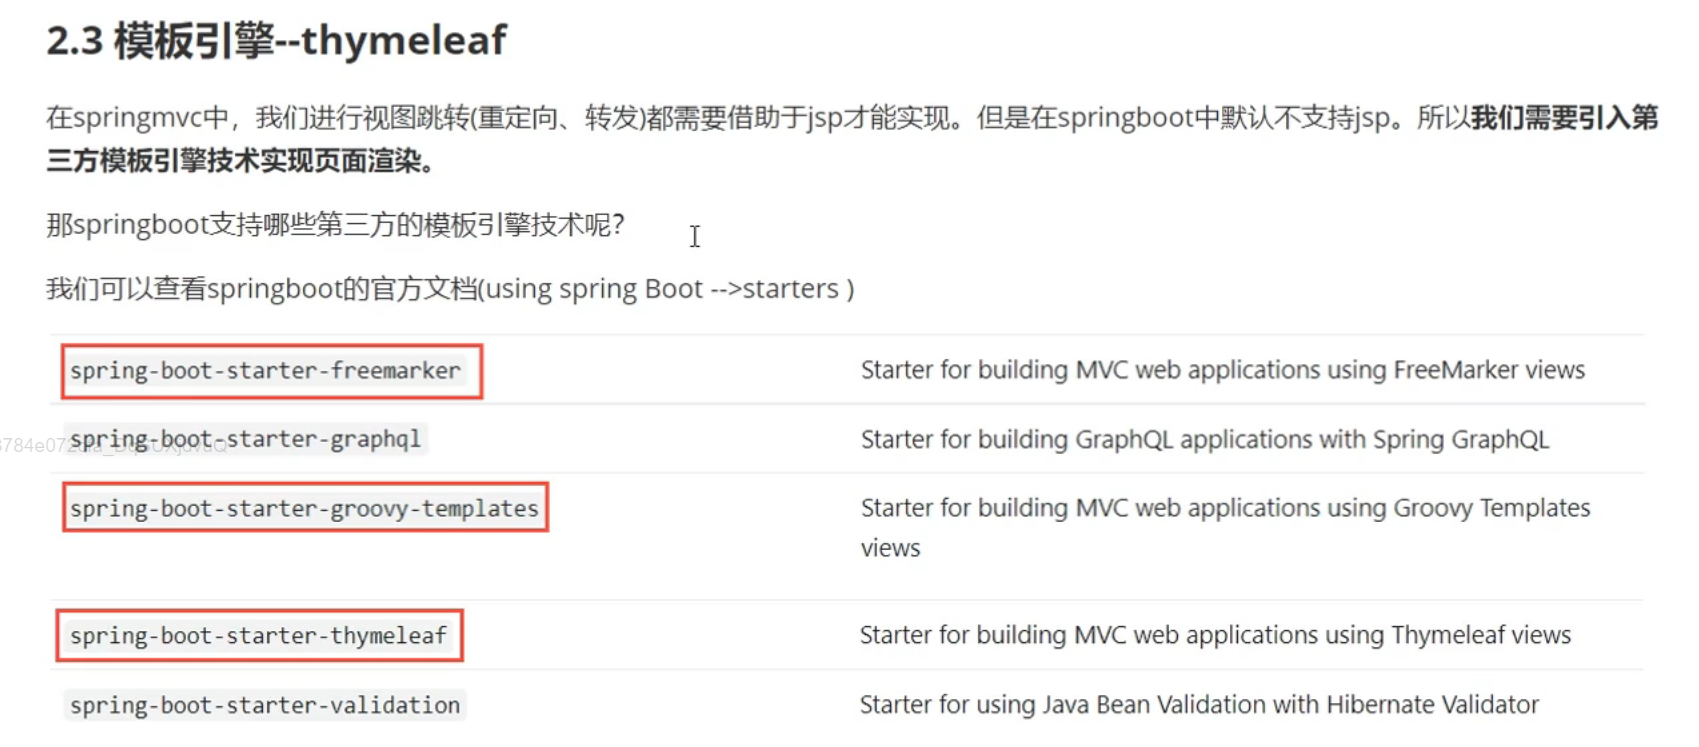 2.3 模板引擎--thymeleaf
在springmvc中，我们进行视图跳转(重定向、转发)都需要借助于jsp才能实现。但是在springboot中默认不支持jsp。所以我们需要引入第
三方模板引擎技术实现页面渲染。
那springboot支持哪些第三方的模板引擎技术呢？
我们可以查看springboot的官方文档(using spring Boot -->starters )
spring-boot-starter-freemarker Starter for building MVC web applications using FreeMarker views
spring-boot-starter-graphql Starter for building GraphQL applications with Spring GraphQL
spring-boot-starter-groovy-templates Starter for building MVC web applications using Groovy Templates
views
spring-boot-starter-thymeleaf Starter for building MVC web applications using Thymeleaf views
spring-boot-starter-validation Starter for using Java Bean Validation with Hibernate Validator